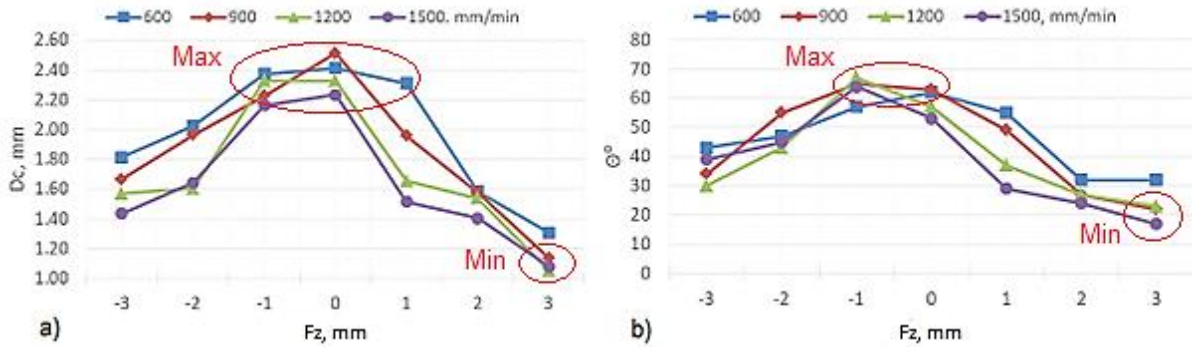 600 900 1200 1500. mm/min
2.60
2.40
2.20
2.00
1.80
1.60
1.40
1.20
1.00
Dc, mm
Max
Min
-3 -2 -1 0 1 2 3
a) Fz, mm
600 900 1200 1500, mm/min
80
70
60
50
40
30
20
10
0
Θ°
Max
Min
-3 -2 -1 0 1 2 3
b) Fz, mm